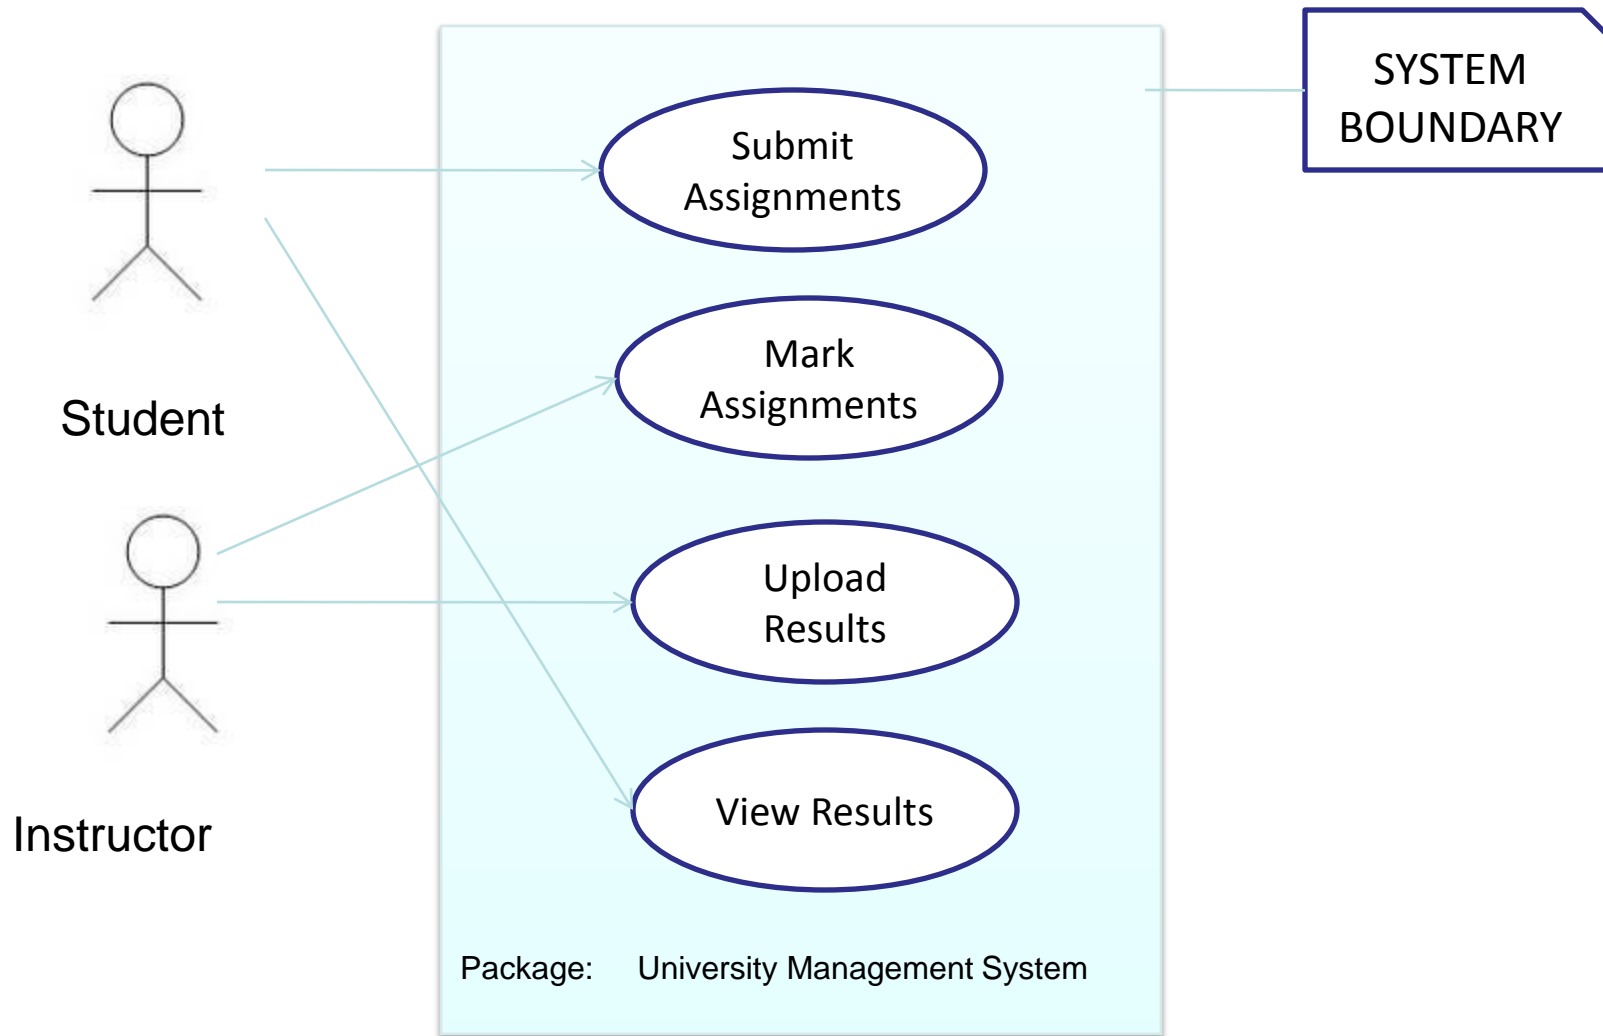 SYSTEM
BOUNDARY
Submit
Assignments
Mark
Assignments
Student
Upload
Results
View Results
Instructor
Package: University Management System